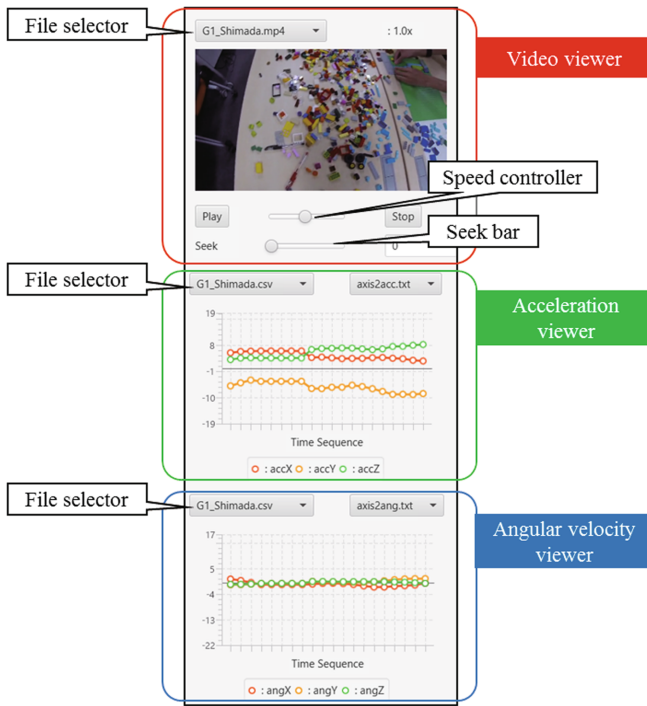 File selector
G1_Shimada.mp4
: 1.0x
Video viewer
Speed controller
Play
Stop
Seek bar
Seek
0
File selector
G1_Shimada.csv
axis2acc.txt
Acceleration
viewer
19
8
-1
-10
-19
Time Sequence
: accX : accY : accZ
File selector
G1_Shimada.csv
axis2ang.txt
Angular velocity
viewer
17
5
-4
-13
-22
Time Sequence
: angX : angY : angZ